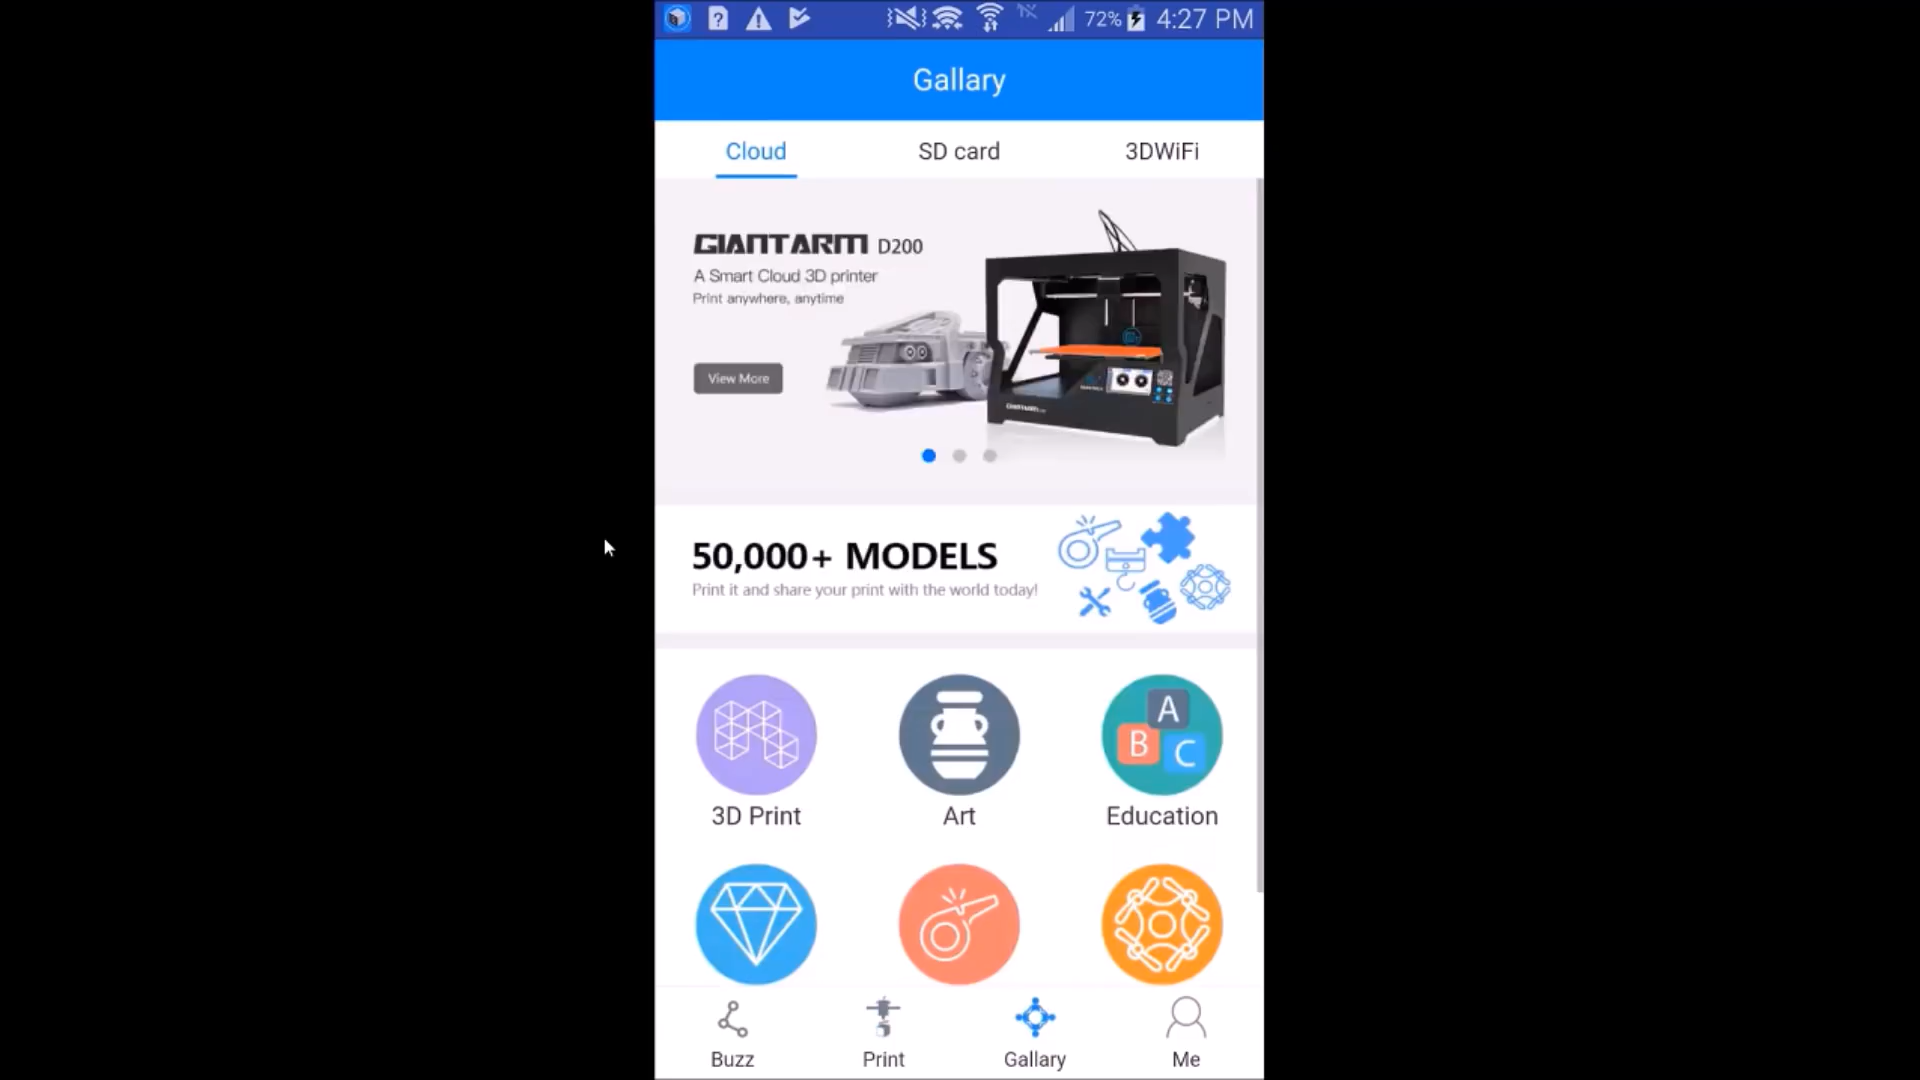 72% 4:27 PM
Gallary
Cloud SD card 3DWiFi
GIANTARM D200
A Smart Cloud 3D printer
Print anywhere, anytime
View More
50,000+ MODELS
Print it and share your print with the world today!
A
B C
3D Print Art Education
Buzz Print Gallary Me